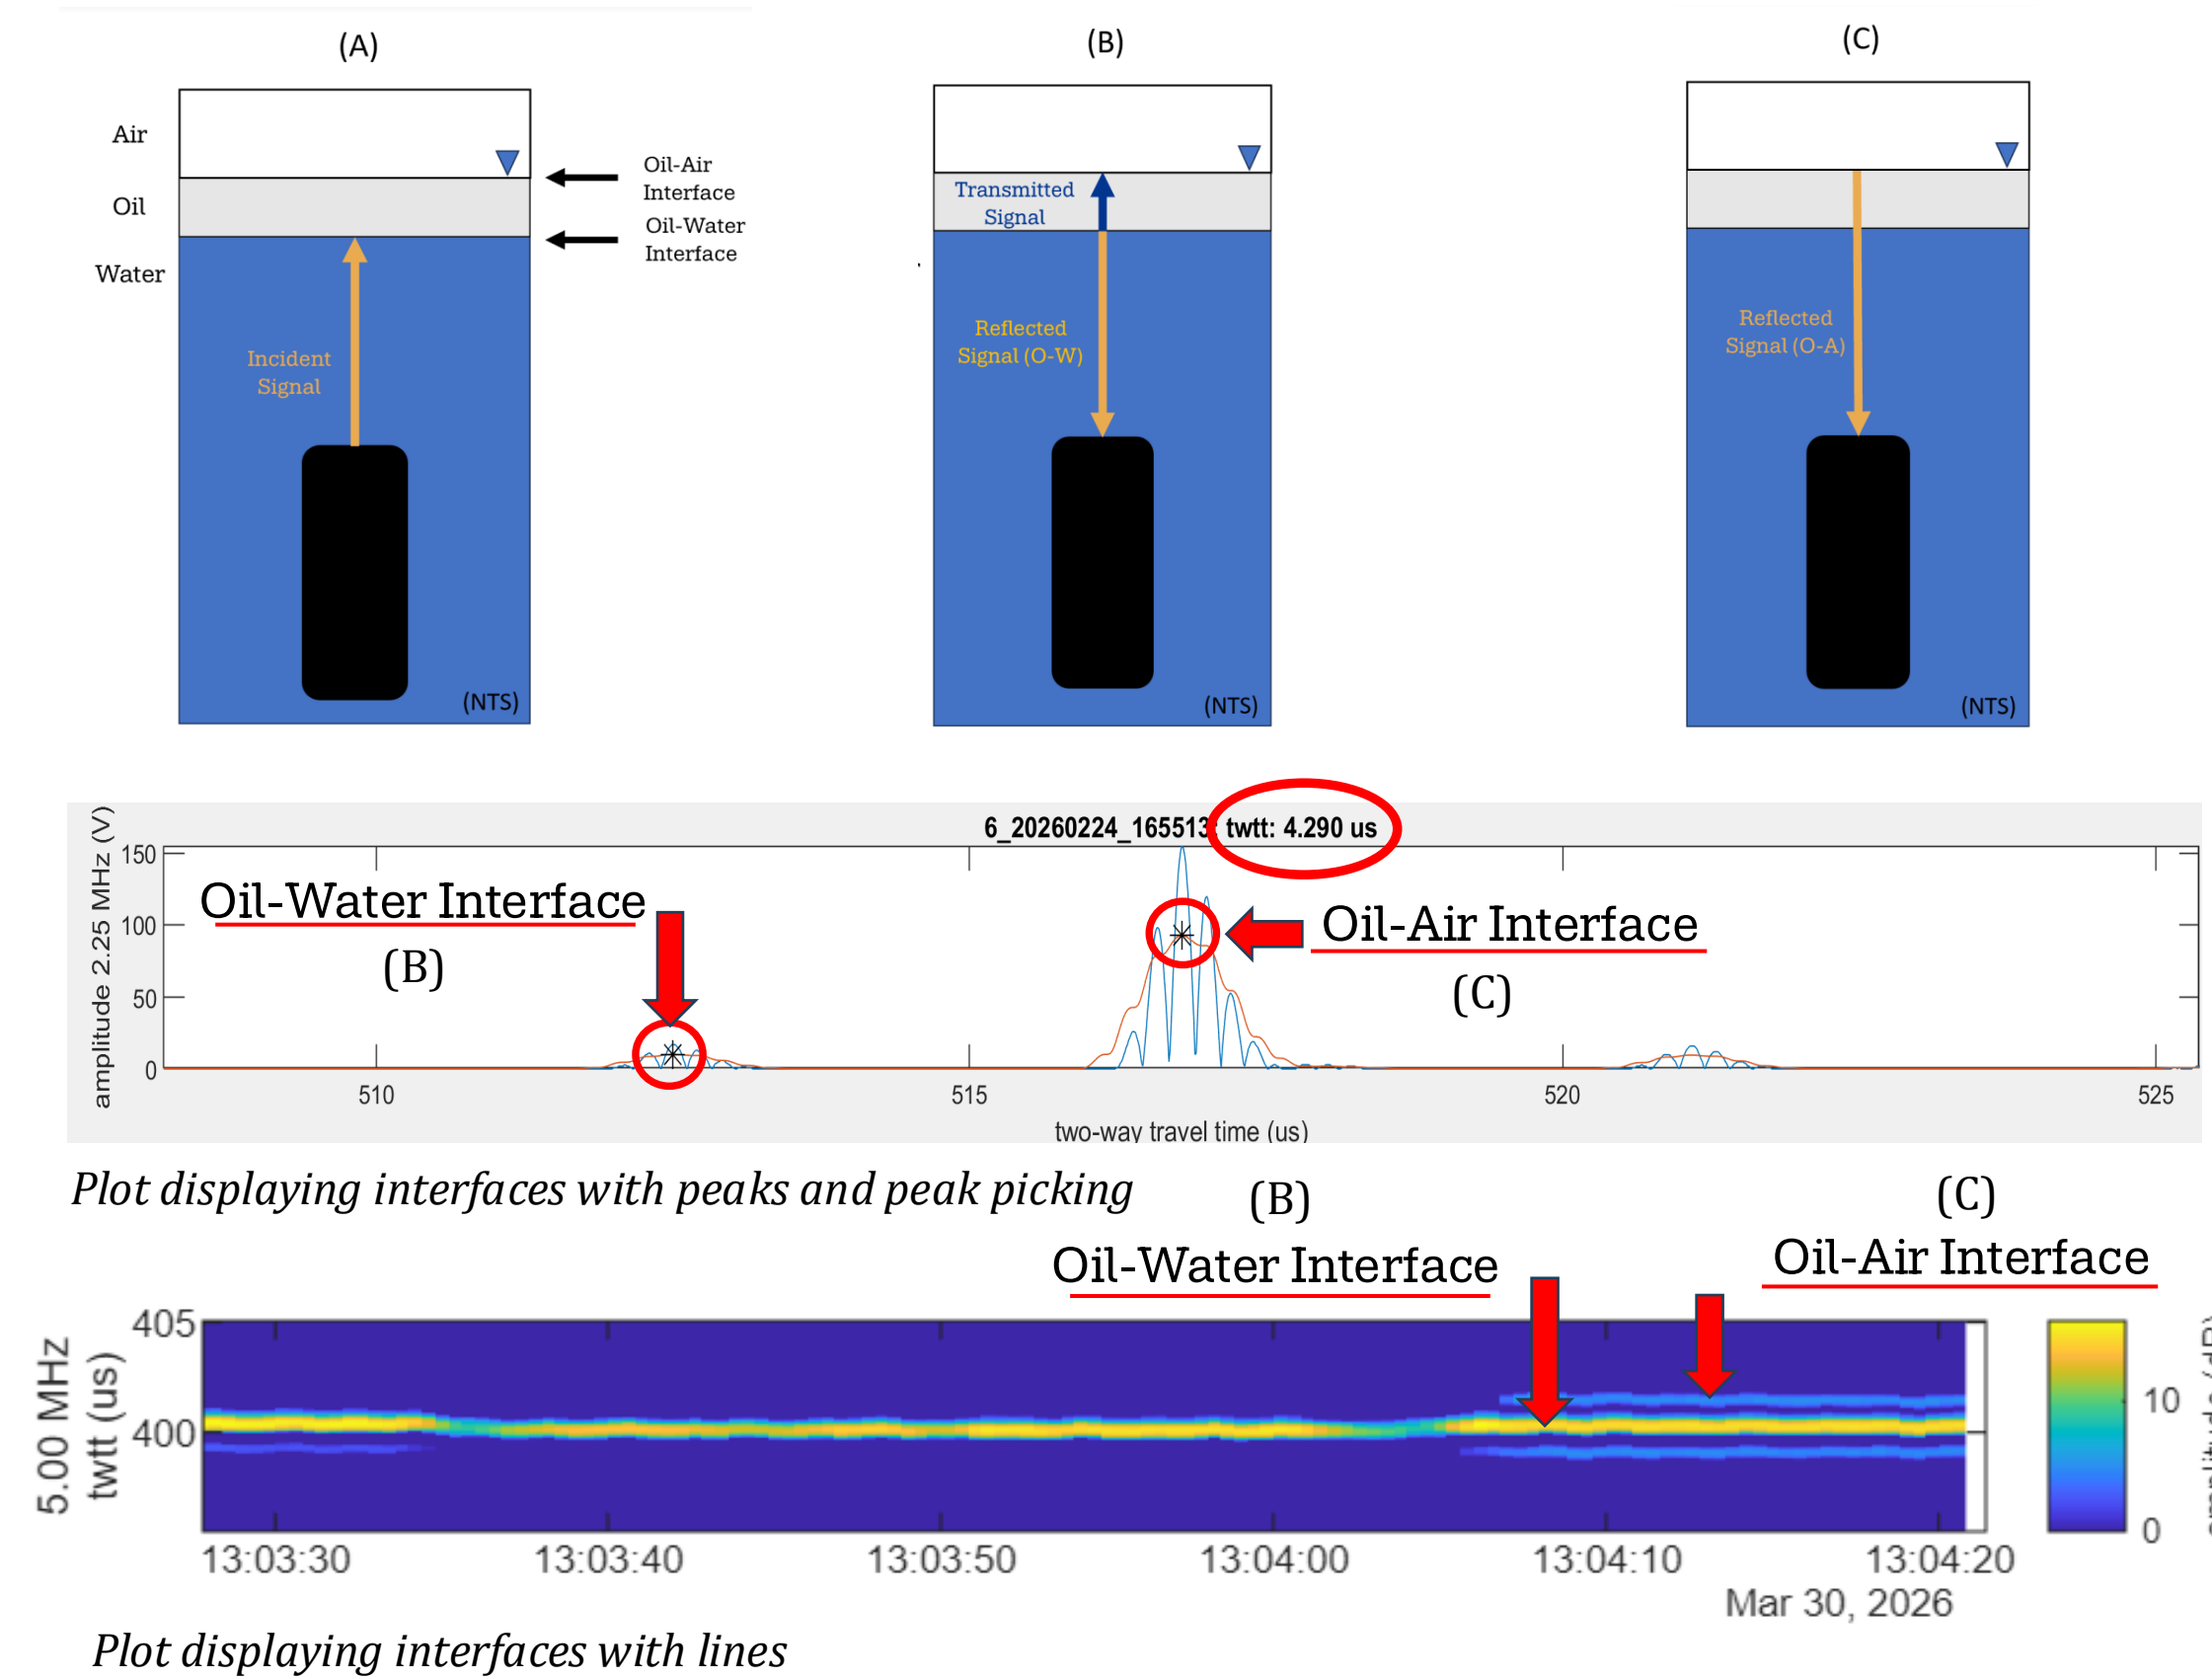 (A)
(B)
(C)
Air
Oil
Water
Oil-Air
Interface
Oil-Water
Interface
Incident
Signal
(NTS)
Transmitted
Signal
Reflected
Signal (O-W)
(NTS)
Reflected
Signal (O-A)
(NTS)
6_20260224_165513: twtt: 4.290 us
amplitude 2.25 MHz (V)
150
100
50
0
Oil-Water Interface
(B)
Oil-Air Interface
(C)
510
515
520
525
two-way travel time (us)
Plot displaying interfaces with peaks and peak picking
(B)
(C)
Oil-Water Interface
Oil-Air Interface
5.00 MHz
twtt (us)
405
400
10
0
13:03:30
13:03:40
13:03:50
13:04:00
13:04:10
13:04:20
Mar 30, 2026
Plot displaying interfaces with lines